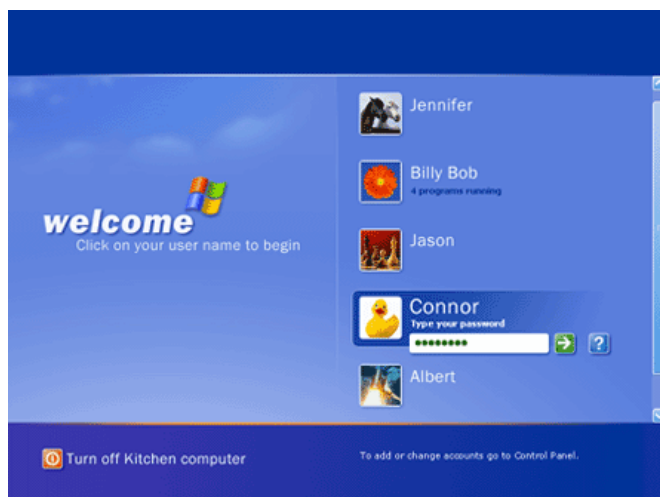 Jennifer
Billy Bob
4 programs running
welcome
Click on your user name to begin
Jason
Connor
Type your password
Albert
Turn off Kitchen computer
To add or change accounts go to Control Panel.